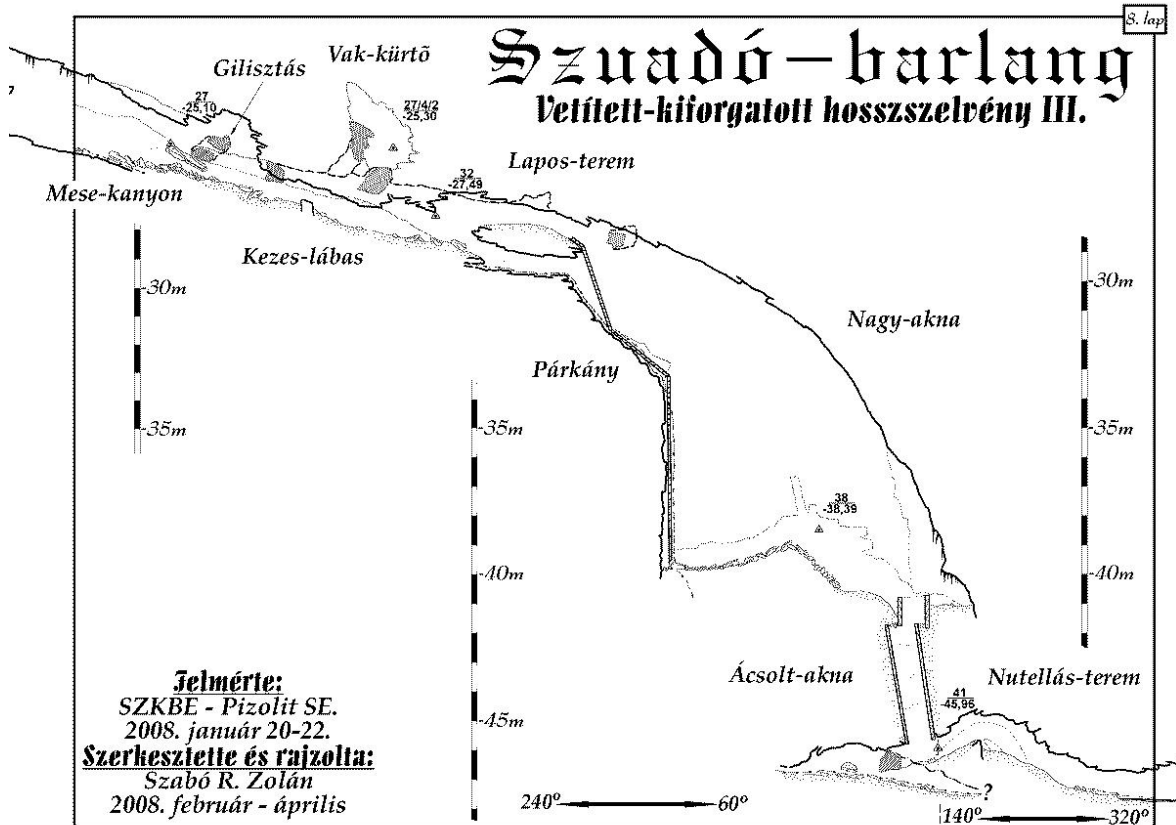 8. lap
Szuadó-barlang
Vetített-kiforgatott hosszszelvény III.
Vak-kürtõ
Gilisztás
27
-25,10
27/4/2
-25,30
Lapos-terem
32
-27,49
Mese-kanyon
Kezes-lábas
-30m
-30m
Nagy-akna
Párkány
-35m
-35m
-35m
38
-38,39
-40m
-40m
Ácsolt-akna
Nutellás-terem
41
-45,96
-45m
Felmérte:
SZKBE - Pizolit SE.
2008. január 20-22.
Szerkesztette és rajzolta:
Szabó R. Zolán
2008. február - április
?
240° 60°
140° 320°